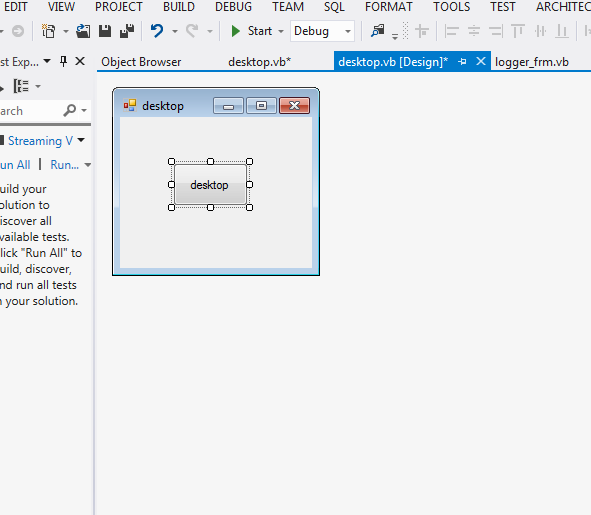 EDIT VIEW PROJECT BUILD DEBUG TEAM SQL FORMAT TOOLS TEST ARCHITEC
Start Debug
st Exp... Object Browser desktop.vb* desktop.vb [Design]* logger_frm.vb
arch
desktop
Streaming V
un All | Run...
desktop
uild your
olution to
iscover all
vailable tests.
lick "Run All" to
uild, discover,
nd run all tests
n your solution.